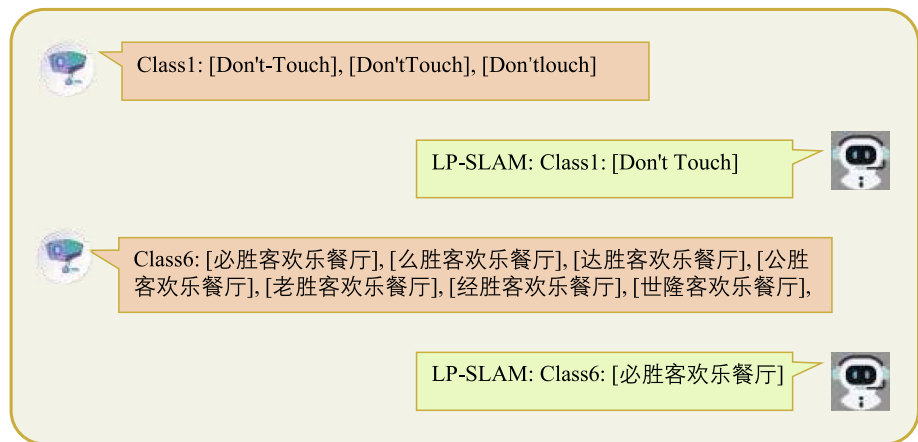 Class1: [Don't-Touch], [Don'tTouch], [Don'tlouch]
LP-SLAM: Class1: [Don't Touch]
Class6: [必胜客欢乐餐厅], [么胜客欢乐餐厅], [达胜客欢乐餐厅], [公胜
客欢乐餐厅], [老胜客欢乐餐厅], [经胜客欢乐餐厅], [世隆客欢乐餐厅],
LP-SLAM: Class6: [必胜客欢乐餐厅]